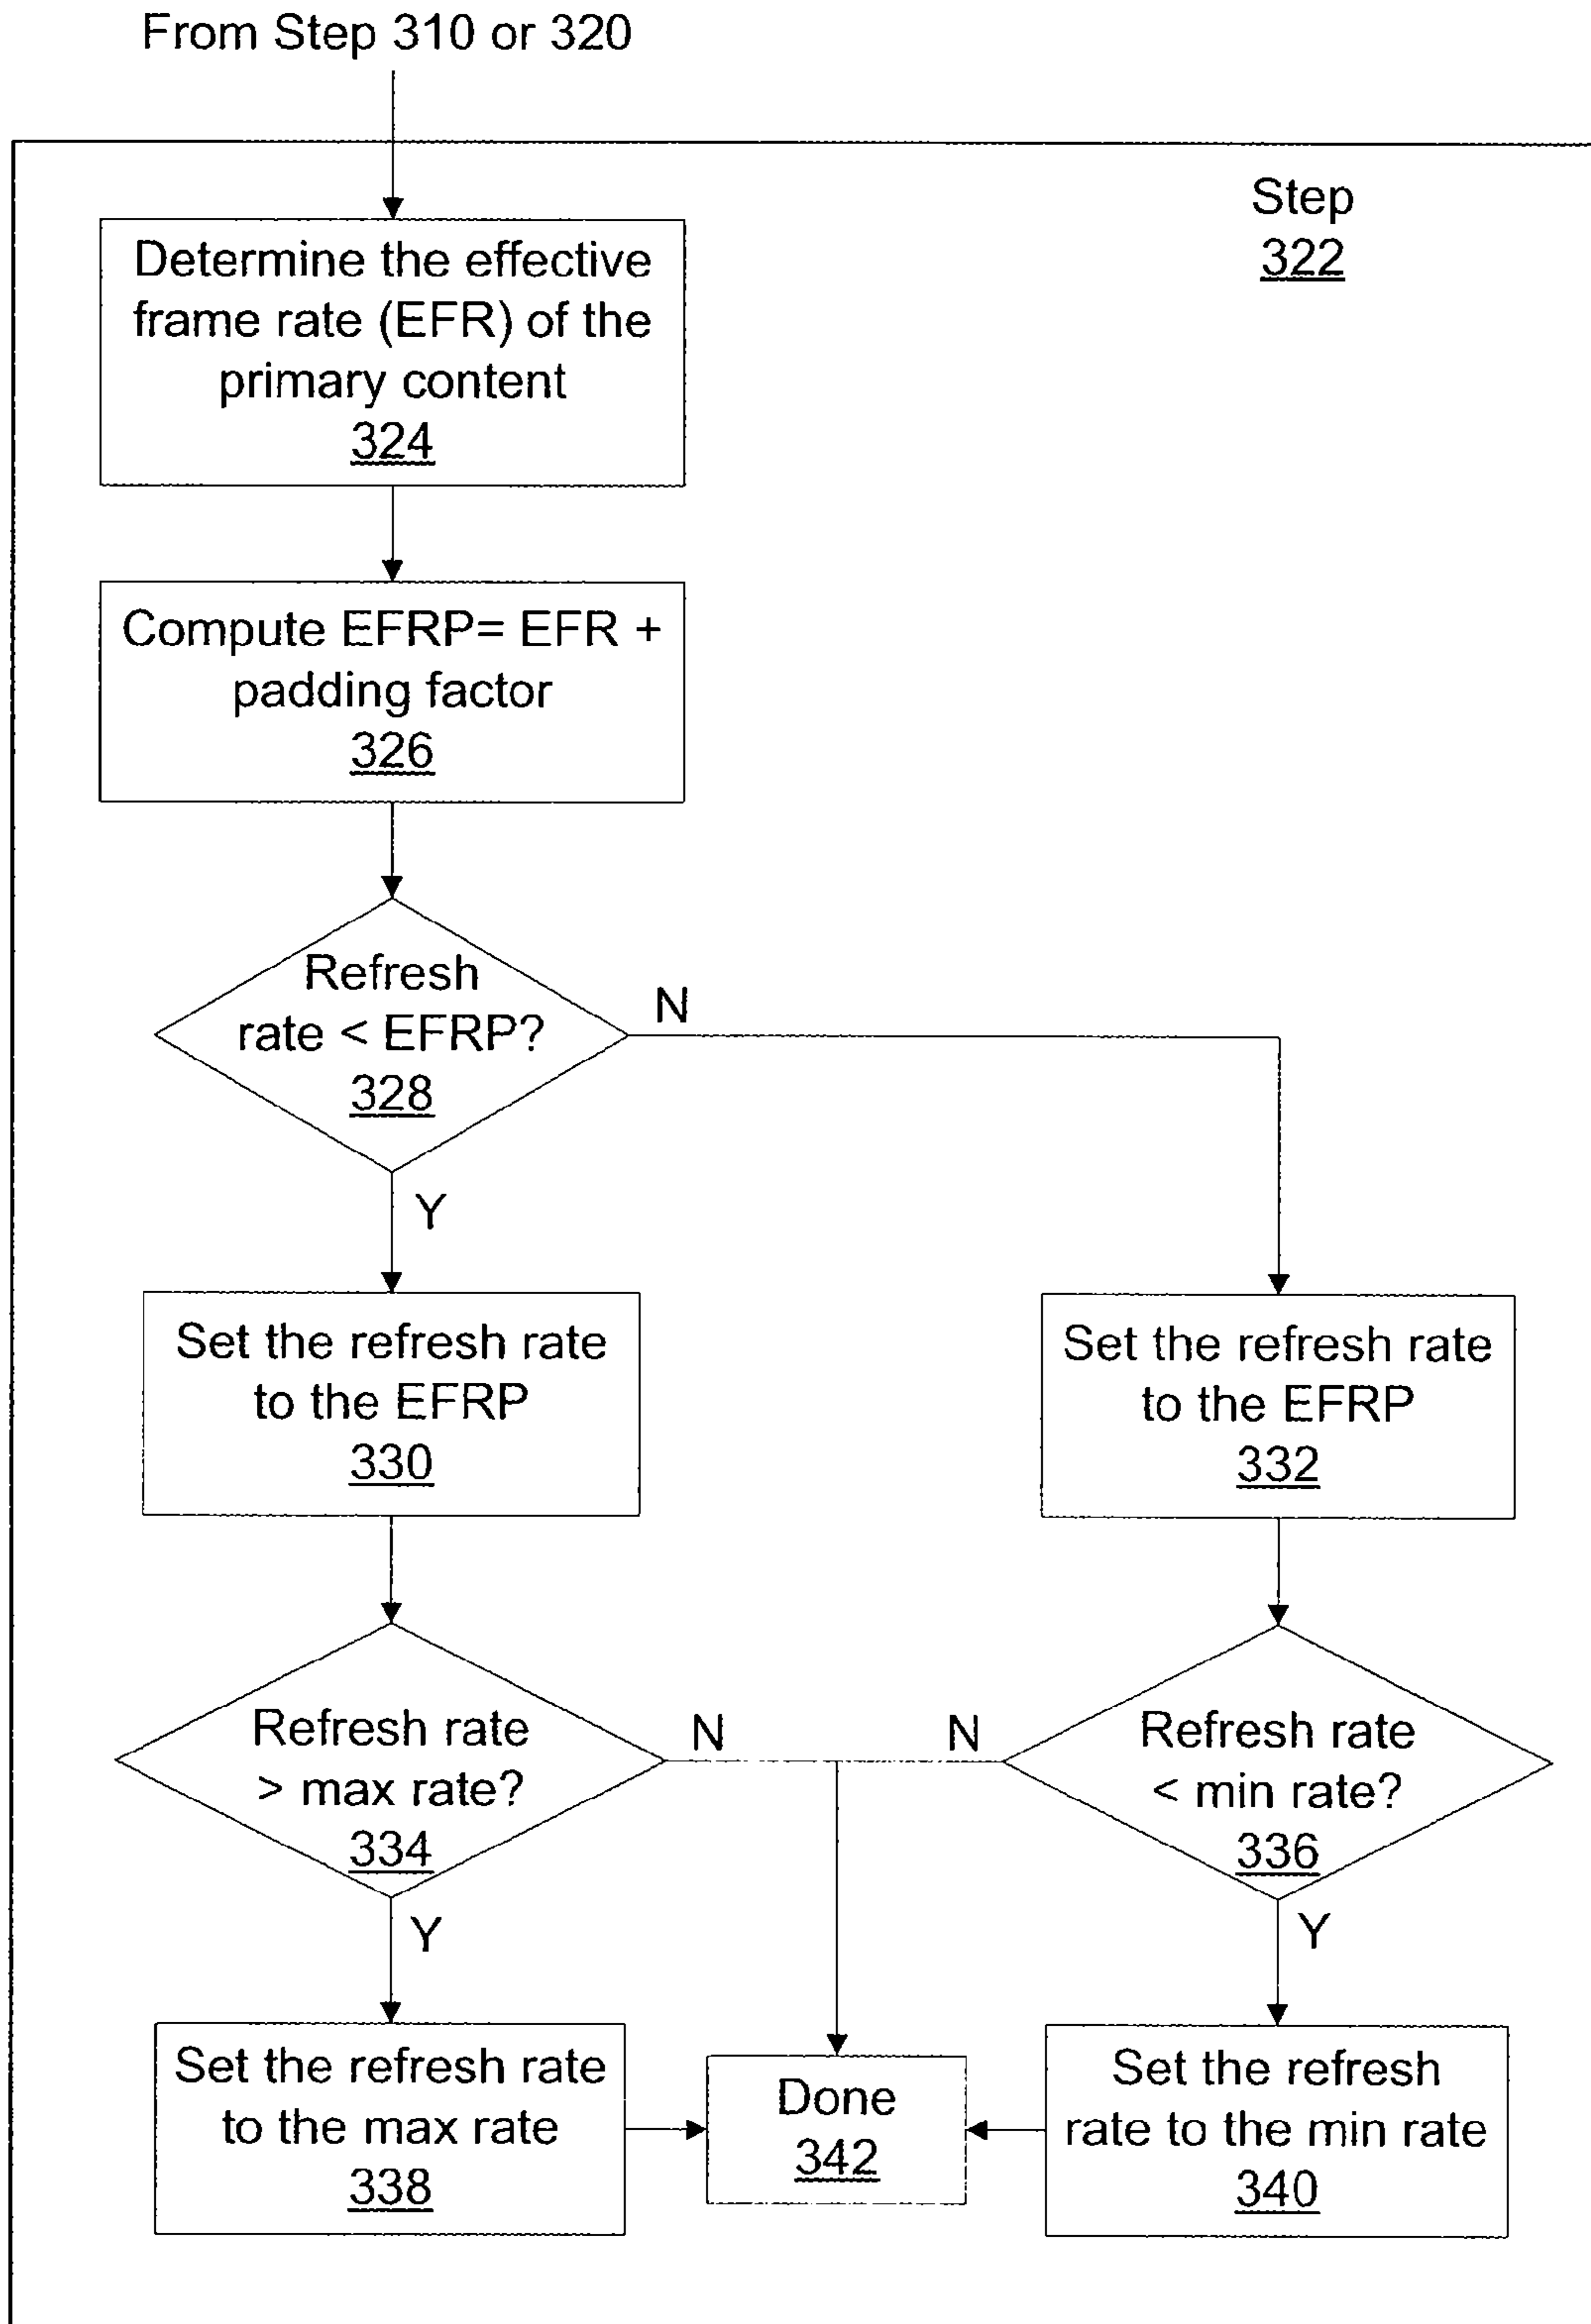 From Step 310 or 320
Step
322
Determine the effective
frame rate (EFR) of the
primary content
324
Compute EFRP= EFR +
padding factor
326
Refresh
rate < EFRP?
328
N
Y
Set the refresh rate
to the EFRP
330
Set the refresh rate
to the EFRP
332
Refresh rate
> max rate?
334
N
N
Refresh rate
< min rate?
336
Y
Y
Set the refresh rate
to the max rate
338
Done
342
Set the refresh
rate to the min rate
340